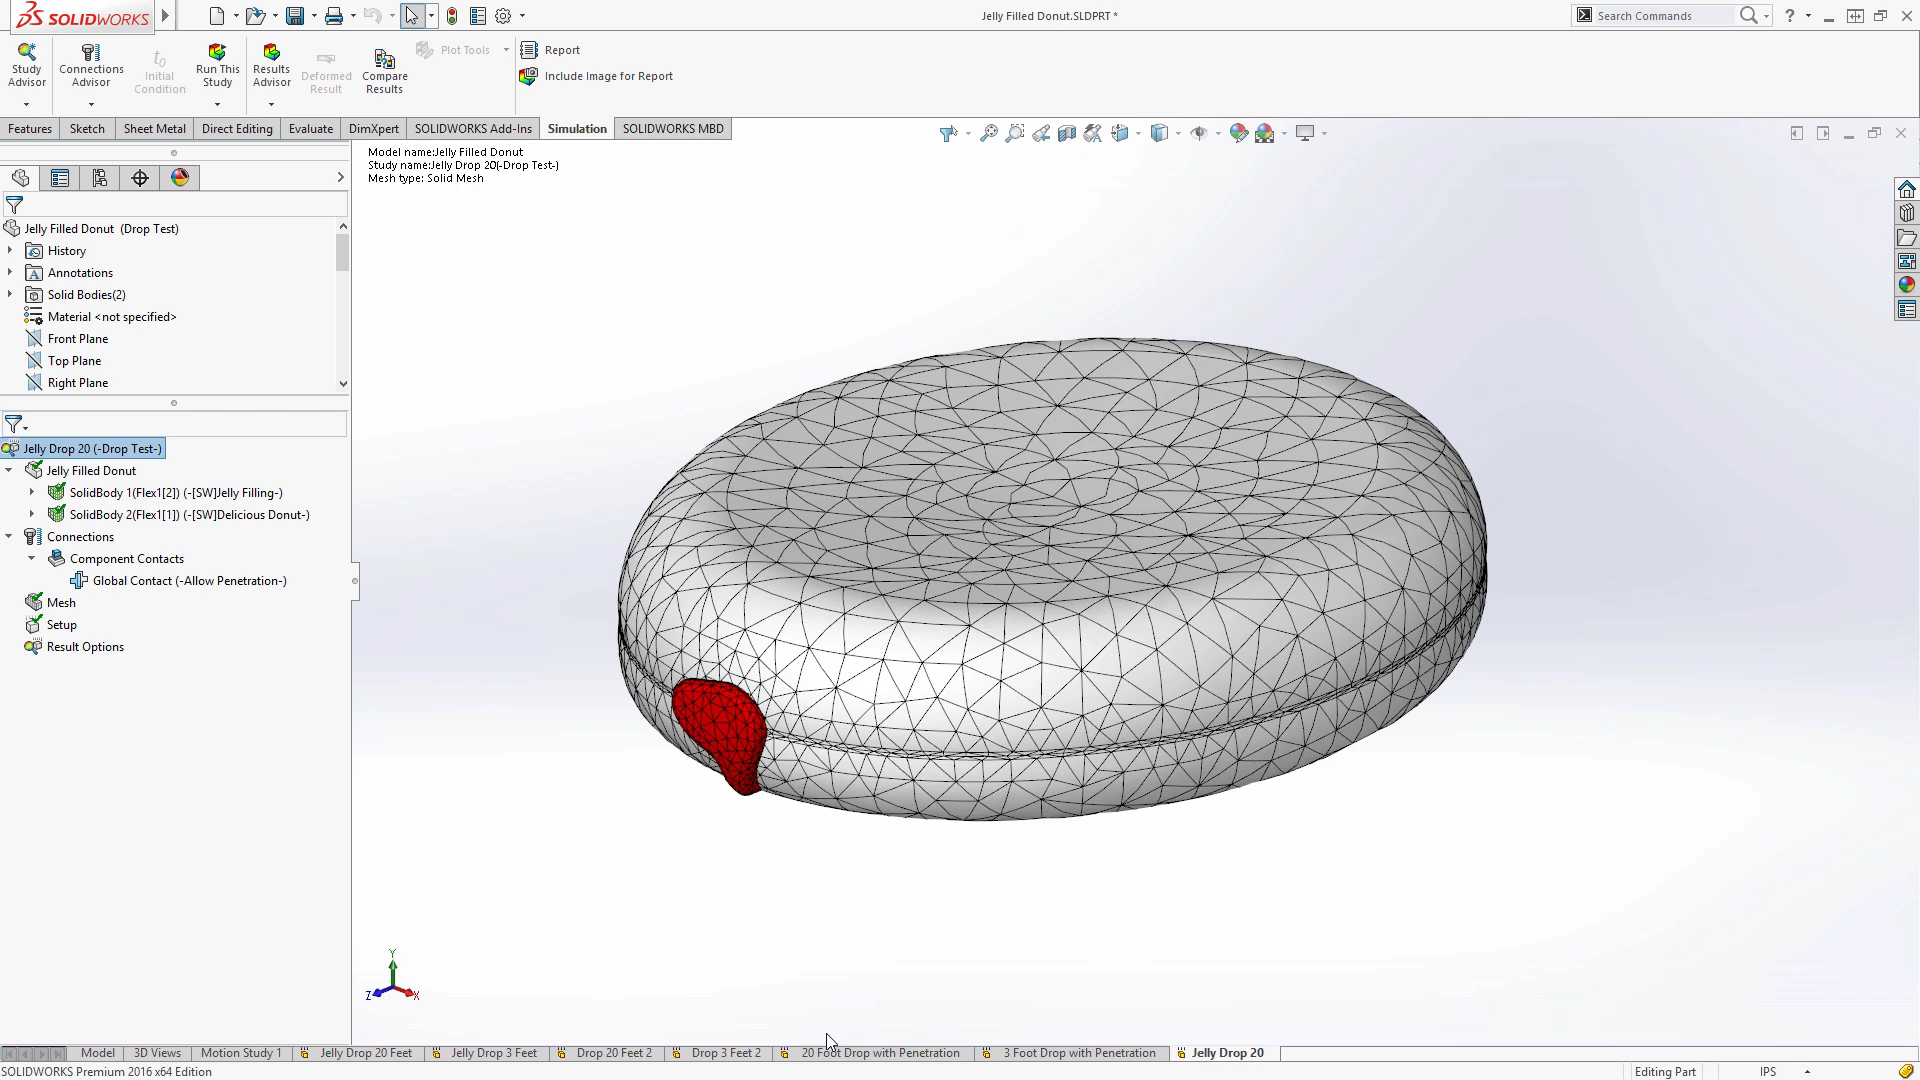 SOLIDWORKS
Jelly Filled Donut.SLDPRT *
Search Commands
?
Study Advisor
Connections Advisor
t0 Initial Condition
Run This Study
Results Advisor
Deformed Result
Compare Results
Plot Tools
Report
Include Image for Report
Features
Sketch
Sheet Metal
Direct Editing
Evaluate
DimXpert
SOLIDWORKS Add-Ins
Simulation
SOLIDWORKS MBD
Model name:Jelly Filled Donut
Study name:Jelly Drop 20(-Drop Test-)
Mesh type: Solid Mesh
Jelly Filled Donut (Drop Test)
History
A Annotations
Solid Bodies(2)
Material <not specified>
Front Plane
Top Plane
Right Plane
Jelly Drop 20 (-Drop Test-)
Jelly Filled Donut
SolidBody 1(Flex1[2]) (-[SW]Jelly Filling-)
SolidBody 2(Flex1[1]) (-[SW]Delicious Donut-)
Connections
Component Contacts
Global Contact (-Allow Penetration-)
Mesh
Setup
Result Options
Y
Z
X
Model
3D Views
Motion Study 1
Jelly Drop 20 Feet
Jelly Drop 3 Feet
Drop 20 Feet 2
Drop 3 Feet 2
20 Foot Drop with Penetration
3 Foot Drop with Penetration
Jelly Drop 20
SOLIDWORKS Premium 2016 x64 Edition
Editing Part
IPS